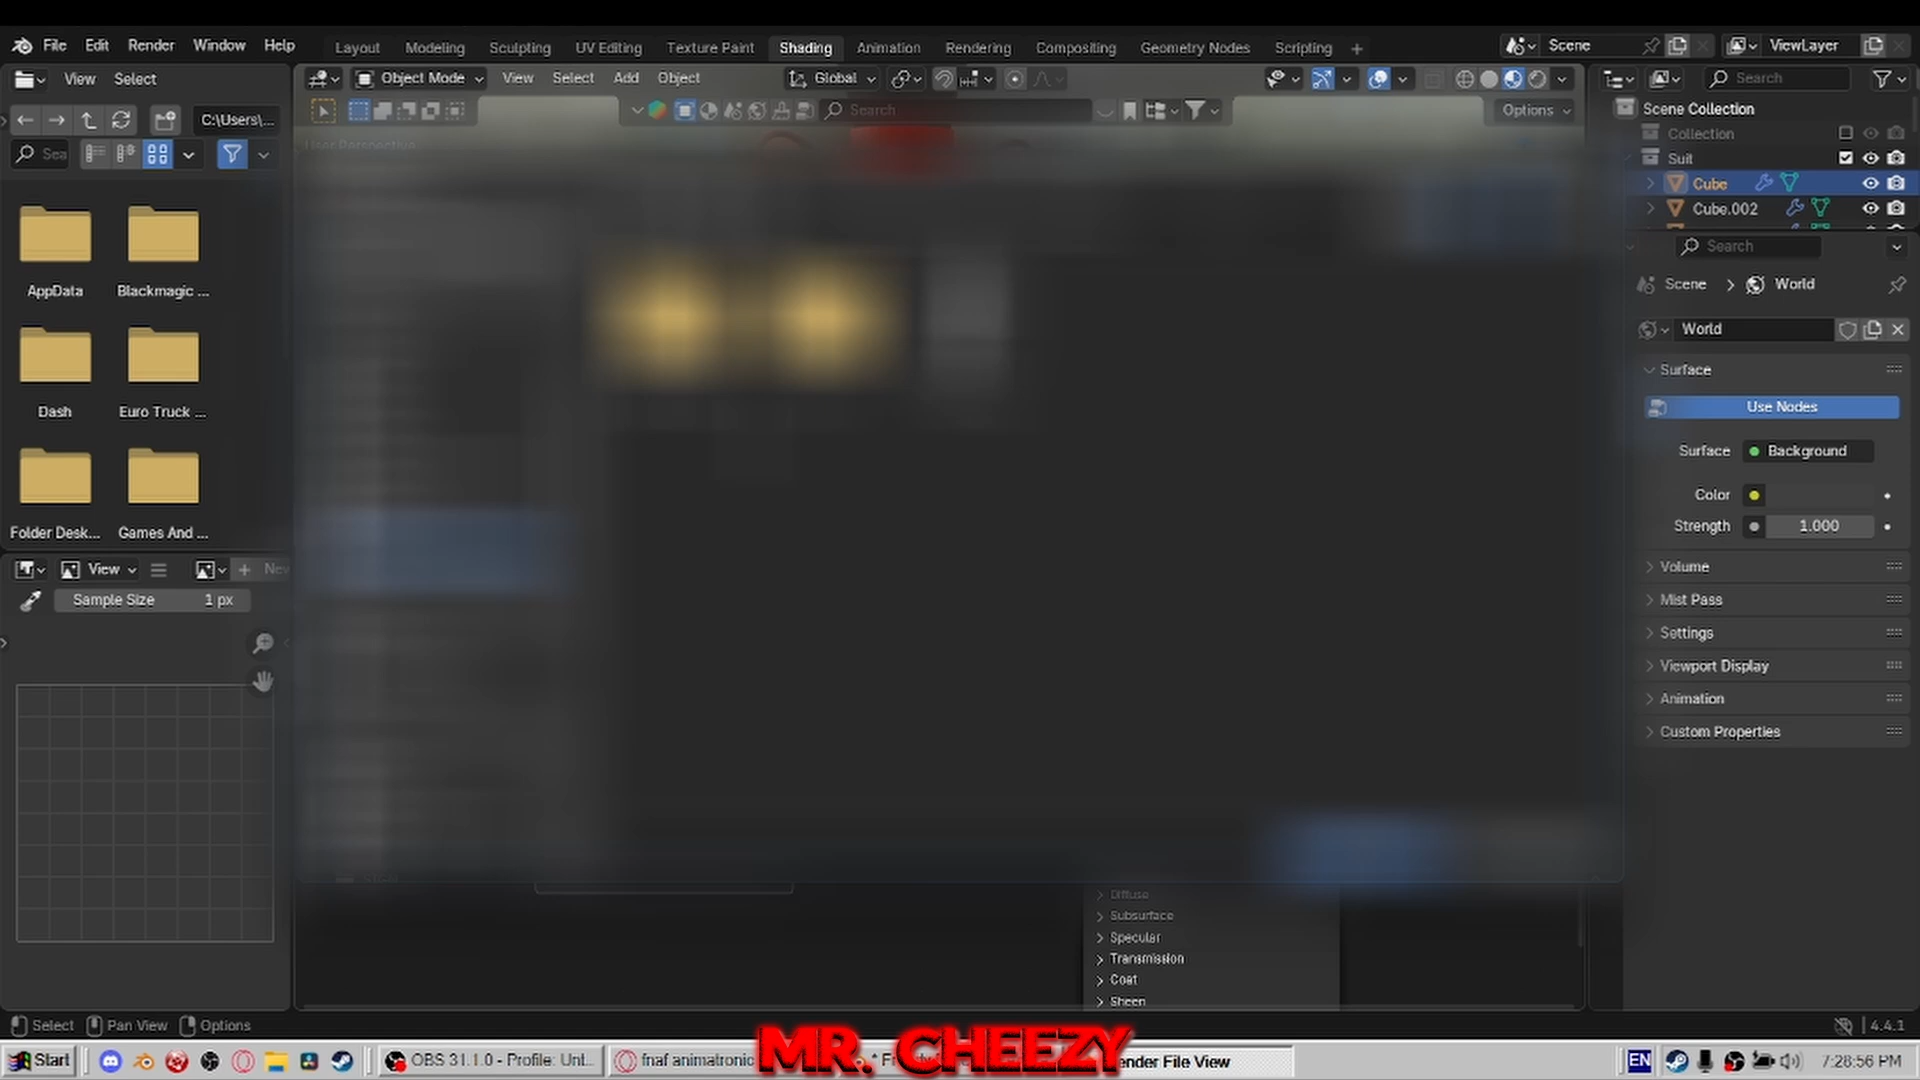 File Edit Render Window Help
Layout Modeling Sculpting UV Editing Texture Paint Shading Animation Rendering Compositing Geometry Nodes Scripting
Scene
ViewLayer
View Select
Object Mode View Select Add Object
Global
Search
C:\Users\...
Search
Options
Scene Collection
Collection
Suit
Cube
Cube.002
Sea
User Perspective
Search
Scene > World
World
Surface
Use Nodes
Surface Background
Color
Strength 1.000
Volume
Mist Pass
Settings
Viewport Display
Animation
Custom Properties
AppData
Blackmagic ...
Dash
Euro Truck ...
Folder Desk...
Games And ...
View
Nev
Sample Size 1 px
Diffuse
Subsurface
Specular
Transmission
Coat
Sheen
Select Pan View Options
4.4.1
MR. CHEEZY
Start
OBS 31.1.0 - Profile: Unt...
fnaf animatronic
ender File View
EN
7:28:56 PM